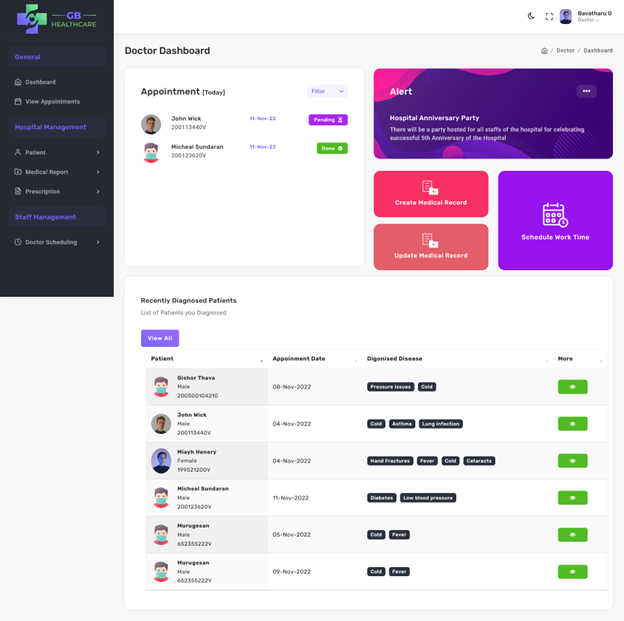 GB
HEALTHCARE
Bavatharu G
Doctor
General
Dashboard
View Appointments
Hospital Management
Patient
Medical Report
Prescription
Staff Management
Doctor Scheduling
Doctor Dashboard
/ Doctor / Dashboard
Appointment [Today]
Filter
John Wick
200113440V
11-Nov-22
Pending
Micheal Sundaran
200123620V
11-Nov-22
Done
Alert
Hospital Anniversary Party
There will be a party hosted for all staffs of the hospital for celebrating
successful 5th Anniversary of the Hospital
Create Medical Record
Update Medical Record
Schedule Work Time
Recently Diagnosed Patients
List of Patients you Diagnosed
View All
Patient Appoinment Date Digonised Disease More
Gishor Thava
Male
200500104210
08-Nov-2022
Pressure Issues Cold
John Wick
Male
200113440V
04-Nov-2022
Cold Asthma Lung infection
Miayh Henery
Female
199521200V
04-Nov-2022
Hand Fractures Fever Cold Cataracts
Micheal Sundaran
Male
200123620V
11-Nov-2022
Diabetes Low blood pressure
Murugesan
Male
652355222V
05-Nov-2022
Cold Fever
Murugesan
Male
652355222V
09-Nov-2022
Cold Fever